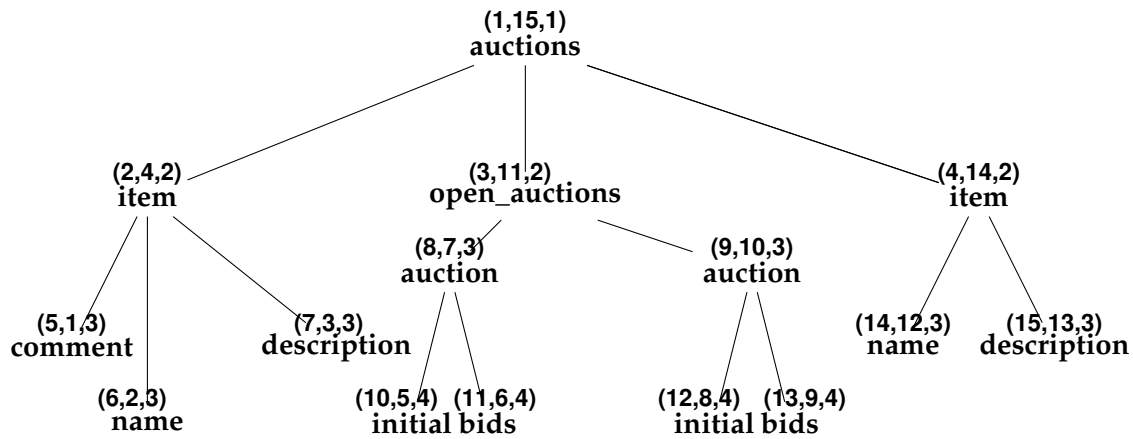 (1,15,1)
auctions
(2,4,2)
item
(3,11,2)
open_auctions
(4,14,2)
item
(8,7,3)
auction
(9,10,3)
auction
(5,1,3)
comment
(7,3,3)
description
(14,12,3)
name
(15,13,3)
description
(6,2,3)
name
(10,5,4) (11,6,4)
initial bids
(12,8,4) (13,9,4)
initial bids